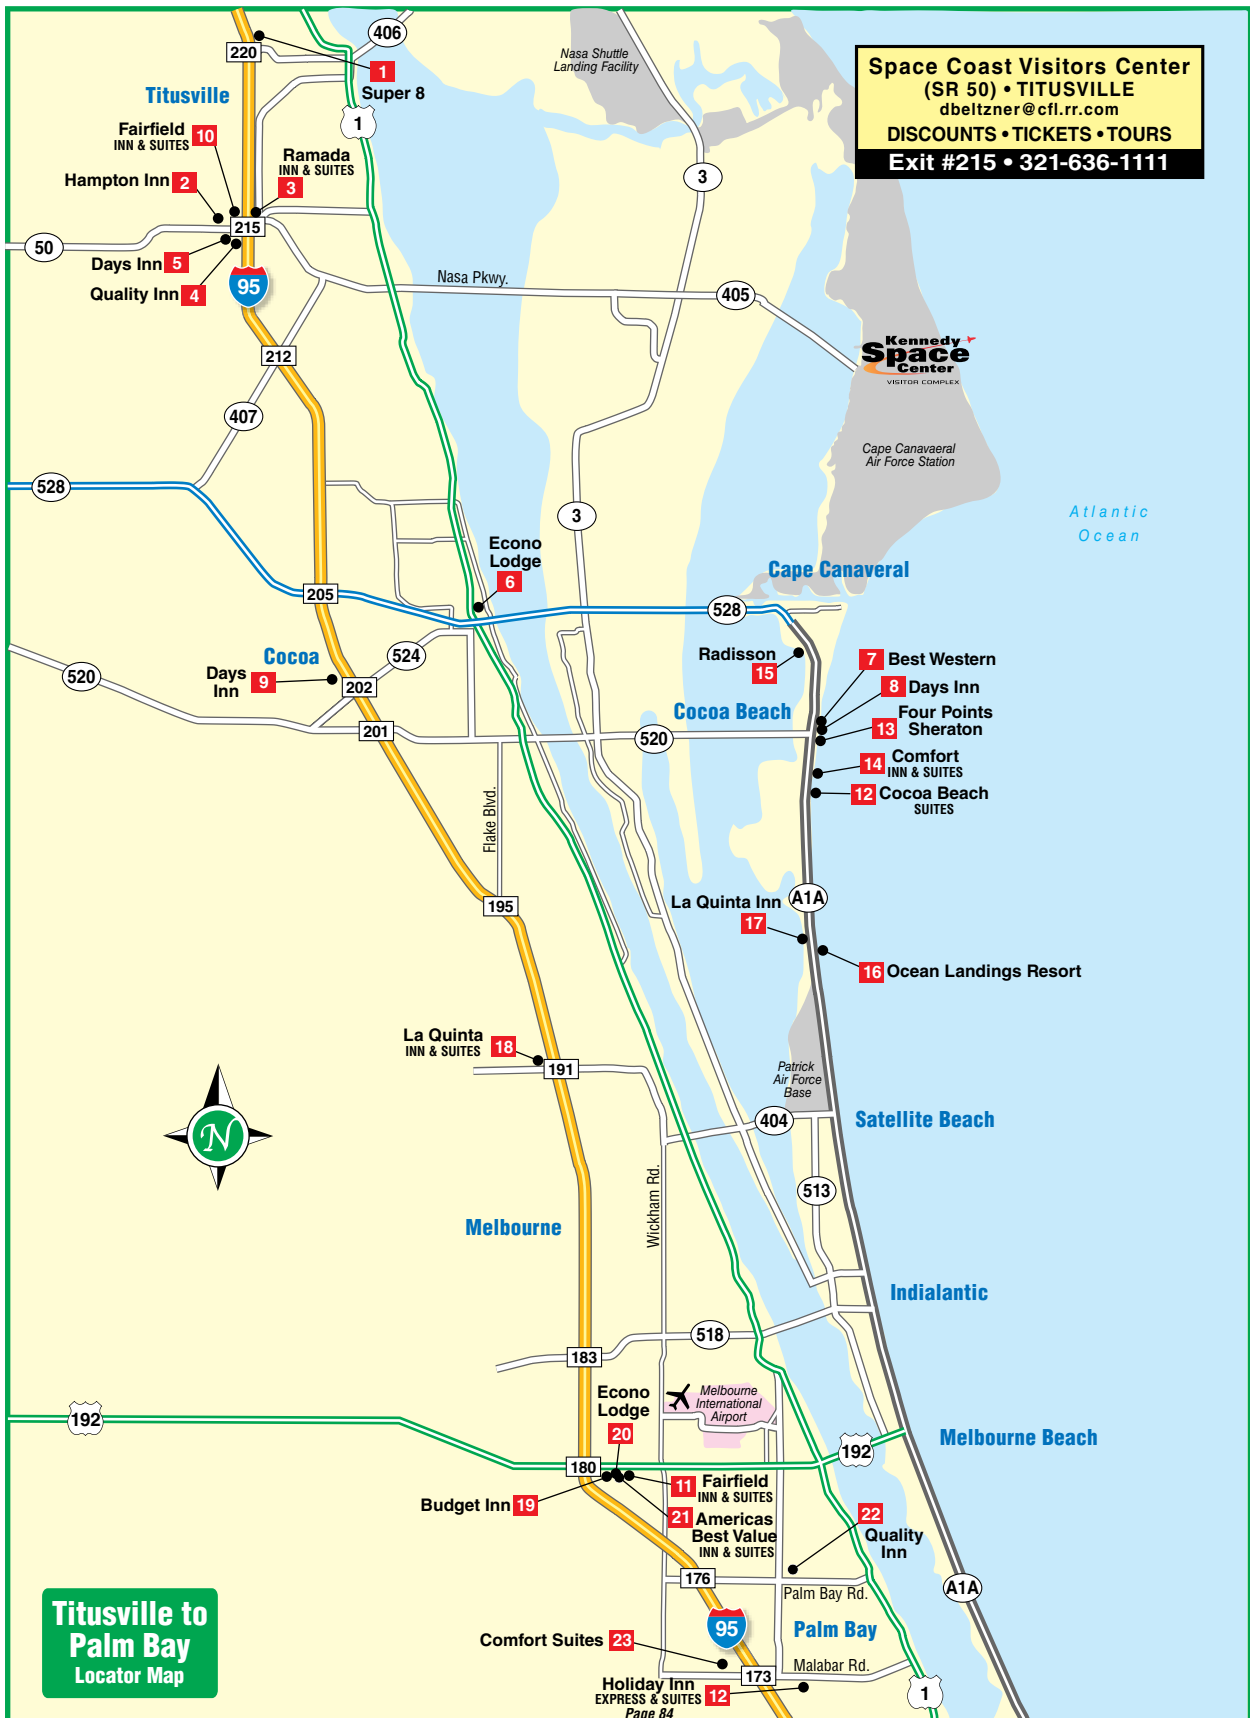 406
Nasa Shuttle
Landing Facility
220
1
Super 8
Space Coast Visitors Center
(SR 50) • TITUSVILLE
dbeltzner@cfl.rr.com
DISCOUNTS • TICKETS • TOURS
Exit #215 • 321-636-1111
Titusville
1
Fairfield
INN & SUITES
10
Ramada
INN & SUITES
3
Hampton Inn 2
3
215
50
Days Inn 5
Quality Inn 4
95
Nasa Pkwy.
405
Kennedy
Space
Center
VISITOR COMPLEX
212
407
Cape Canavaeral
Air Force Station
528
3
Atlantic
Ocean
Econo
Lodge
6
Cape Canaveral
205
528
Cocoa
524
520
Days
Inn
9
202
Radisson
15
7 Best Western
8 Days Inn
Cocoa Beach
Four Points
Sheraton
13
201
520
14 Comfort
INN & SUITES
12 Cocoa Beach
SUITES
Flake Blvd.
195
La Quinta Inn
17
A1A
16 Ocean Landings Resort
La Quinta
INN & SUITES
18
191
Patrick
Air Force
Base
404
Satellite Beach
N
Wickham Rd.
513
Melbourne
Indialantic
518
183
Econo
Lodge
20
Melbourne
International
Airport
192
192
Melbourne Beach
180
11 Fairfield
INN & SUITES
Budget Inn 19
21 Americas
Best Value
INN & SUITES
22
Quality
Inn
176
Palm Bay Rd.
A1A
Titusville to
Palm Bay
Locator Map
95
Palm Bay
Comfort Suites 23
Malabar Rd.
173
Holiday Inn
EXPRESS & SUITES
12
Page 84
1